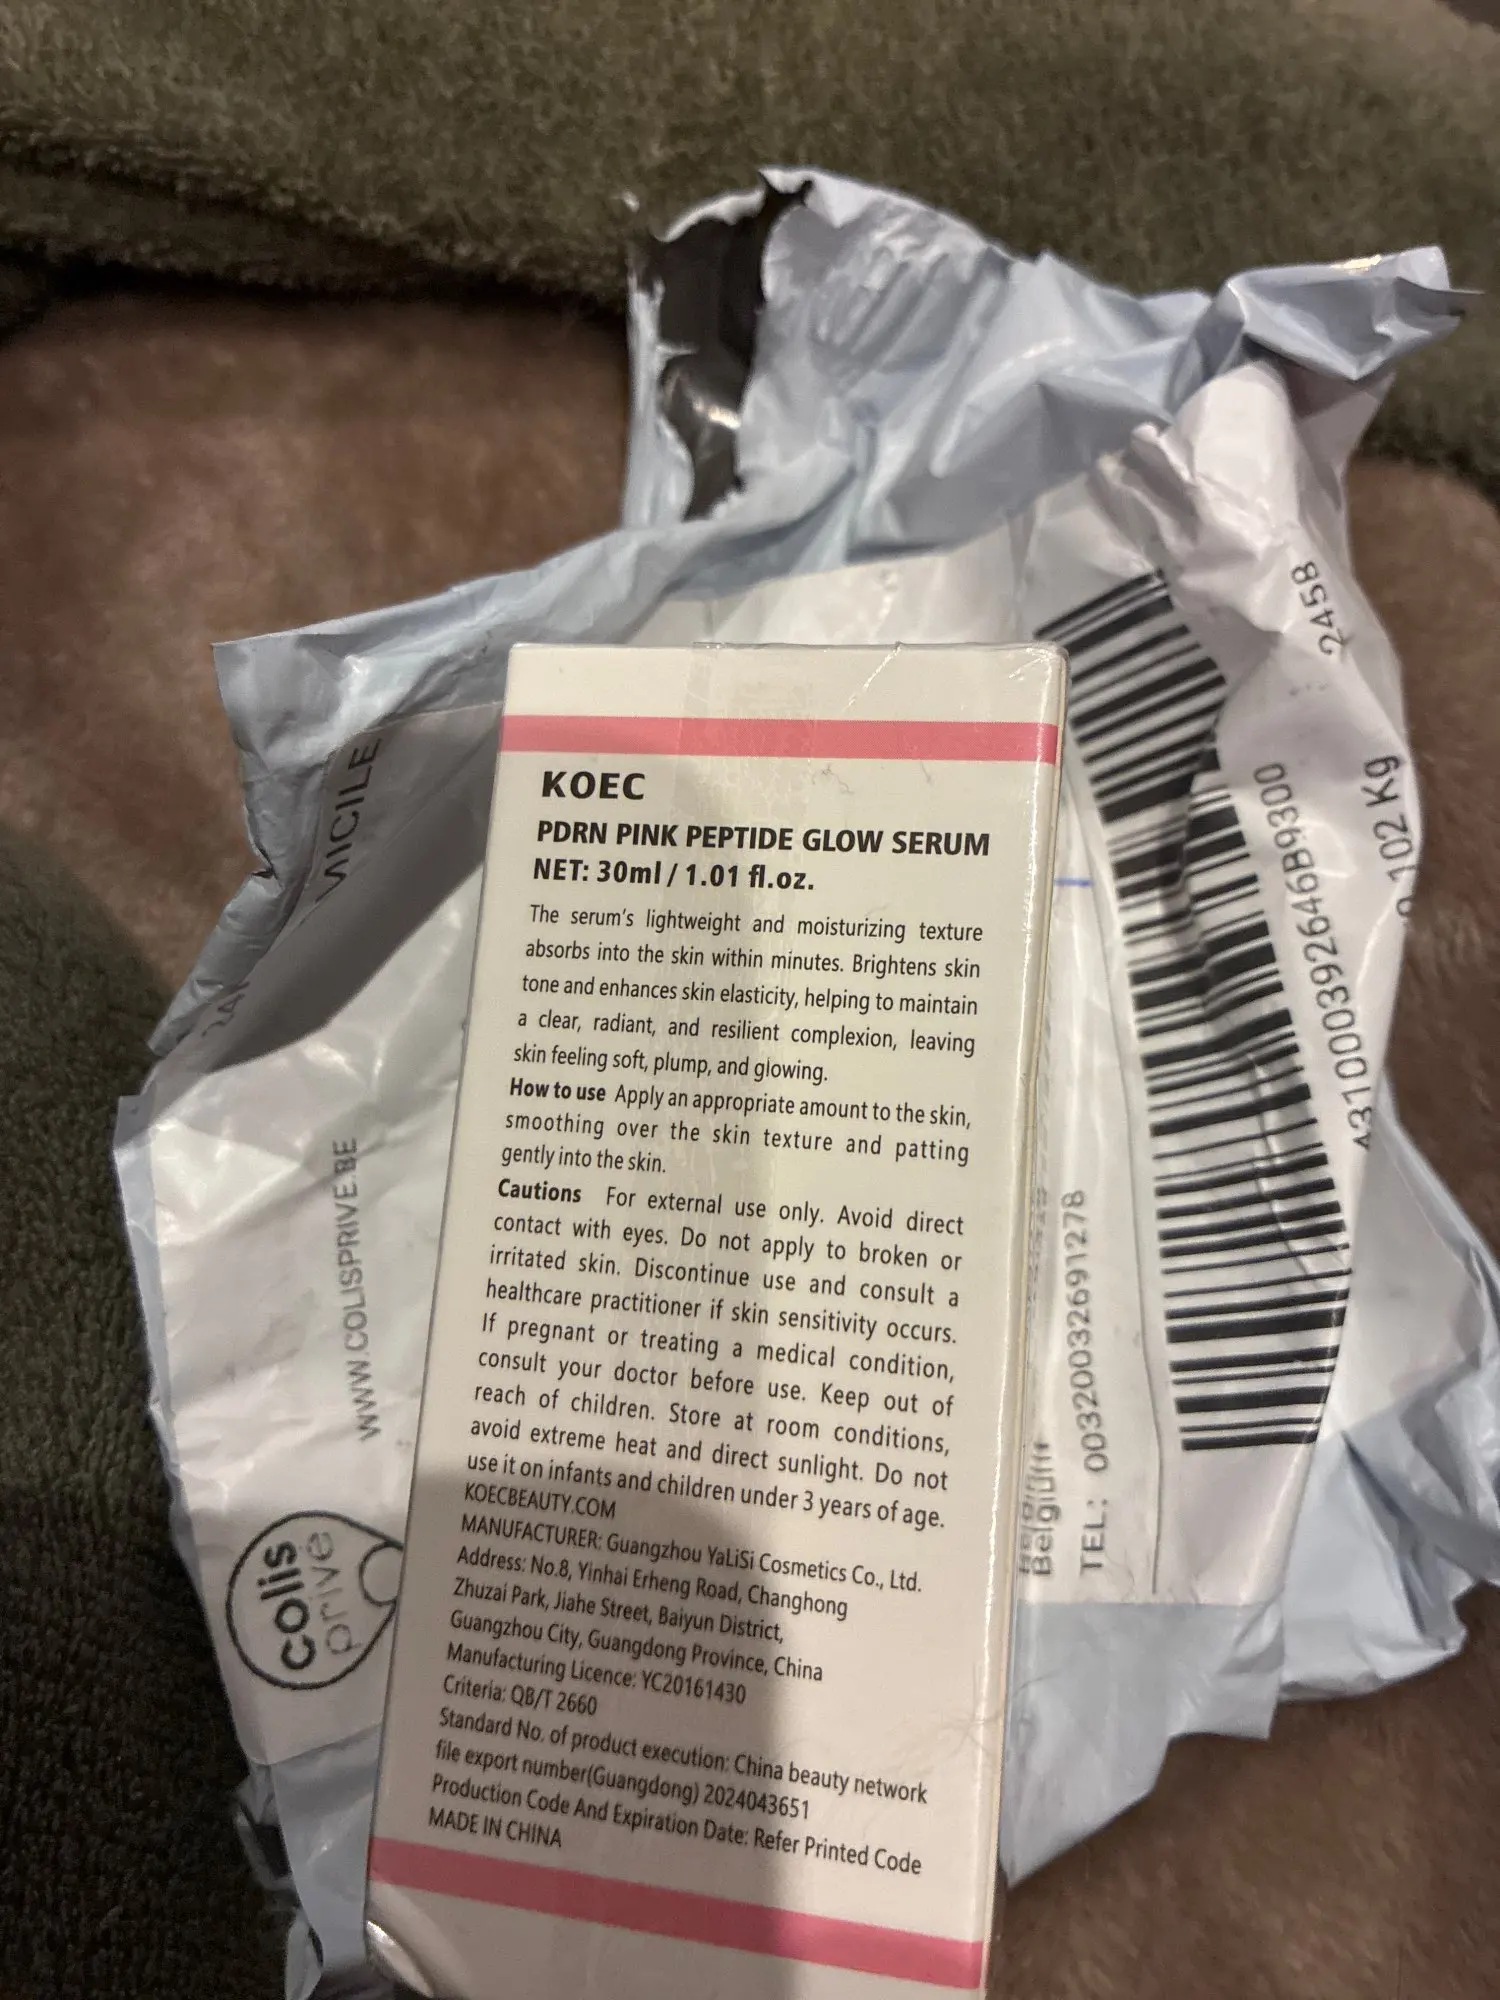 KOEC
PDRN PINK PEPTIDE GLOW SERUM
NET: 30ml / 1.01 fl.oz.
The serum's lightweight and moisturizing texture
absorbs into the skin within minutes. Brightens skin
tone and enhances skin elasticity, helping to maintain
a clear, radiant, and resilient complexion, leaving
skin feeling soft, plump, and glowing.
How to use Apply an appropriate amount to the skin,
smoothing over the skin texture and patting
gently into the skin.
Cautions For external use only. Avoid direct
contact with eyes. Do not apply to broken or
irritated skin. Discontinue use and consult a
healthcare practitioner if skin sensitivity occurs.
If pregnant or treating a medical condition,
consult your doctor before use. Keep out of
reach of children. Store at room conditions,
avoid extreme heat and direct sunlight. Do not
use it on infants and children under 3 years of age.
KOECBEAUTY.COM
MANUFACTURER: Guangzhou YaLiSi Cosmetics Co., Ltd.
Address: No.8, Yinhai Erheng Road, Changhong
Zhuzai Park, Jiahe Street, Baiyun District,
Guangzhou City, Guangdong Province, China
Manufacturing Licence: YC20161430
Criteria: QB/T 2660
Standard No. of product execution: China beauty network
file export number(Guangdong) 2024043651
Production Code And Expiration Date: Refer Printed Code
MADE IN CHINA
MICILE
WWW.COLISPRIVE.BE
colis
privé
Belgium
TEL: 00320032691278
431000392646B9300
2458
0.102 Kg